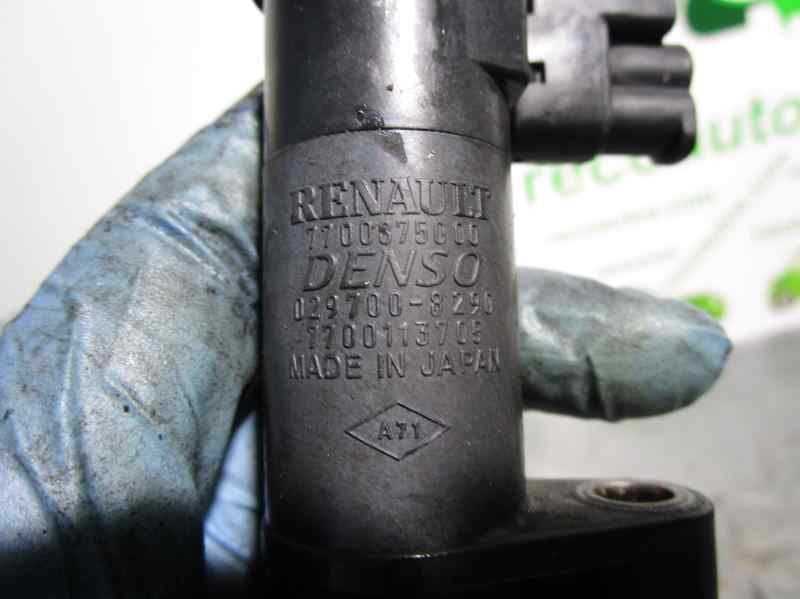 RENAULT
7700875000
DENSO
029700-8290
7700113705
MADE IN JAPAN
A71